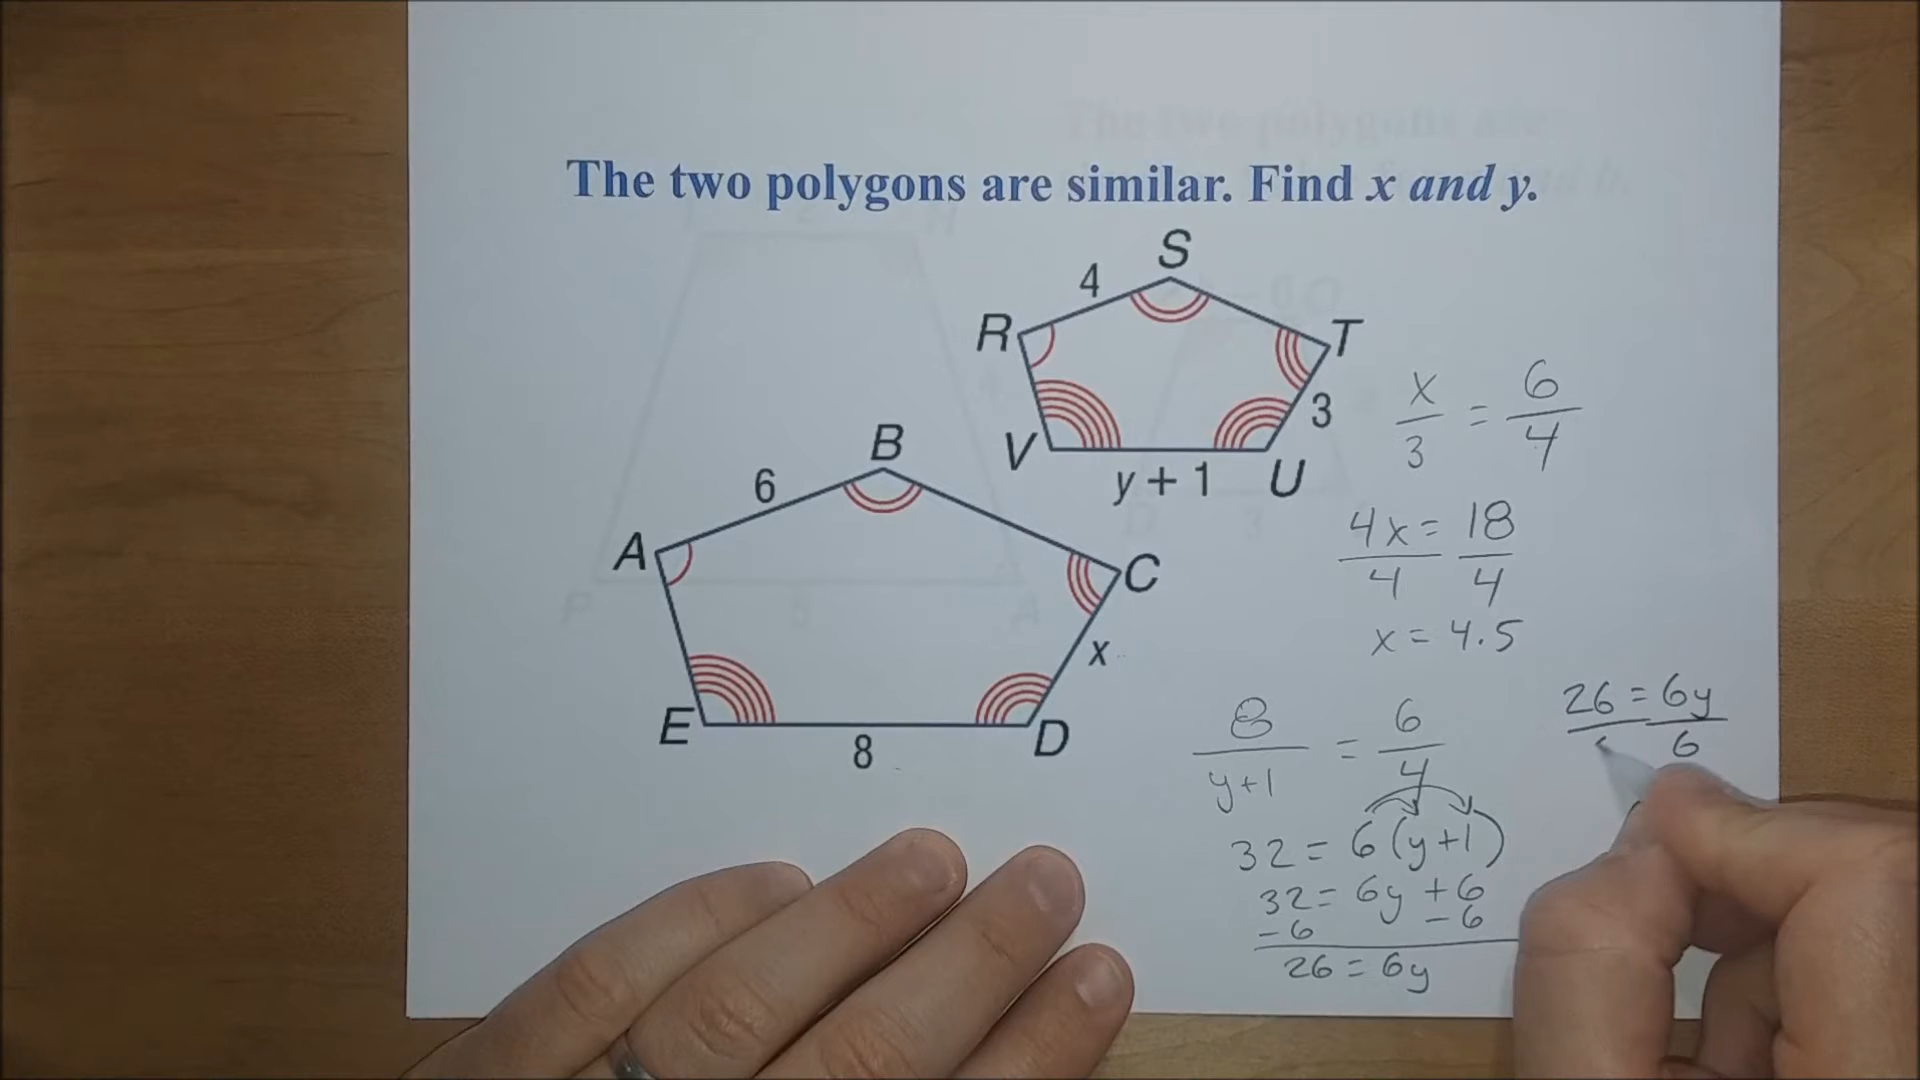 The two polygons are similar. Find x and y.
S
4
R
T
3
V
y + 1
U
B
6
A
C
x
E
8
D
x/3 = 6/4
4x/4 = 18/4
x = 4.5
8/(y+1) = 6/4
32 = 6(y+1)
32 = 6y + 6
-6 -6
26 = 6y
26 = 6y
6